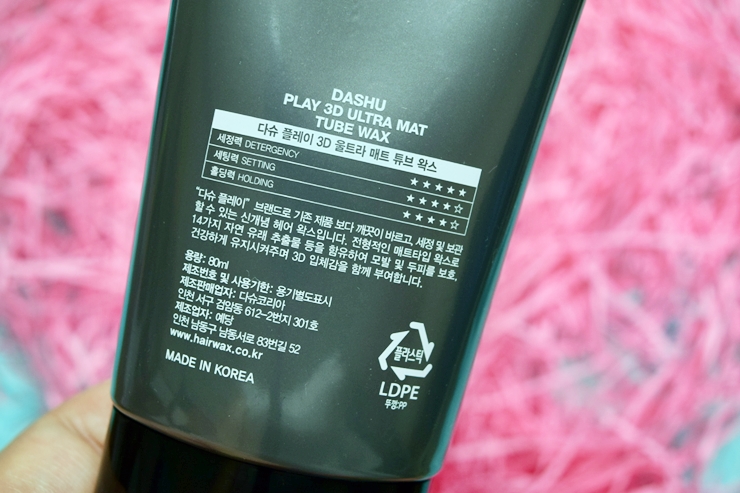 DASHU
PLAY 3D ULTRA MAT
TUBE WAX
다슈 플레이 3D 울트라 매트 튜브 왁스
세정력 DETERGENCY ★★★★★
세팅력 SETTING ★★★★☆
홀딩력 HOLDING ★★★★☆
"다슈 플레이" 브랜드로 기존 제품 보다 깨끗이 바르고, 세정 및 보관
할 수 있는 신개념 헤어 왁스입니다. 전형적인 매트타입 왁스로
14가지 자연 유래 추출물 등을 함유하여 모발 및 두피를 보호,
건강하게 유지시켜주며 3D 입체감을 함께 부여합니다.
용량: 80ml
제조번호 및 사용기한: 용기별도표시
제조판매업자: 다슈코리아
인천 서구 검암동 612-2번지 301호
제조업자: 예당
인천 남동구 남동서로 83번길 52
www.hairwax.co.kr
MADE IN KOREA
플라스틱
LDPE
뚜껑:PP